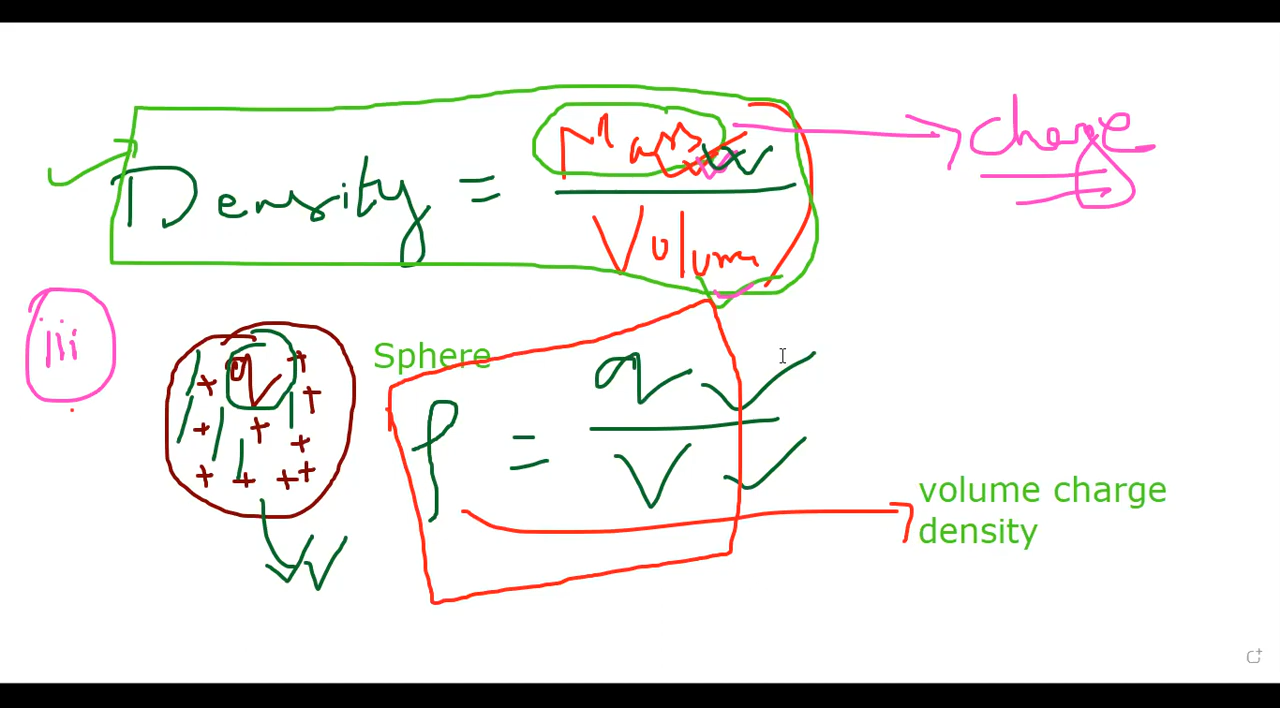 Density = Mass / Volume
Charge
iii
q
Sphere
ρ = q / V
volume charge
density
V